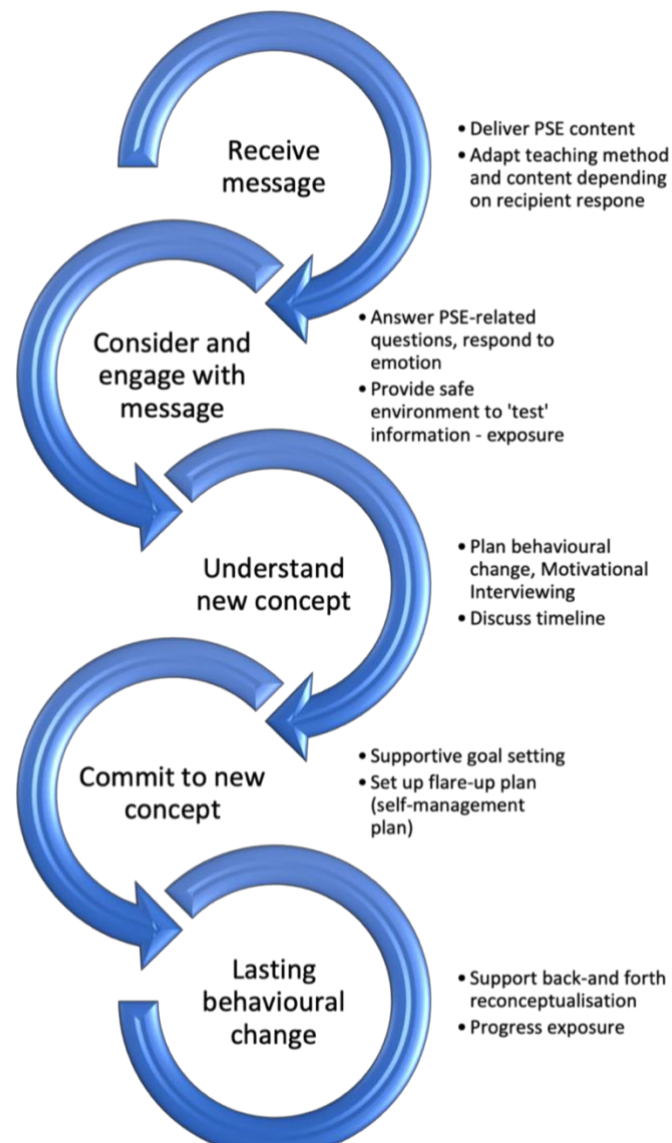 Receive
message
• Deliver PSE content
• Adapt teaching method
and content depending
on recipient respone
Consider and
engage with
message
• Answer PSE-related
questions, respond to
emotion
• Provide safe
environment to 'test'
information - exposure
Understand
new concept
• Plan behavioural
change, Motivational
Interviewing
• Discuss timeline
Commit to new
concept
• Supportive goal setting
• Set up flare-up plan
(self-management
plan)
Lasting
behavioural
change
• Support back-and forth
reconceptualisation
• Progress exposure